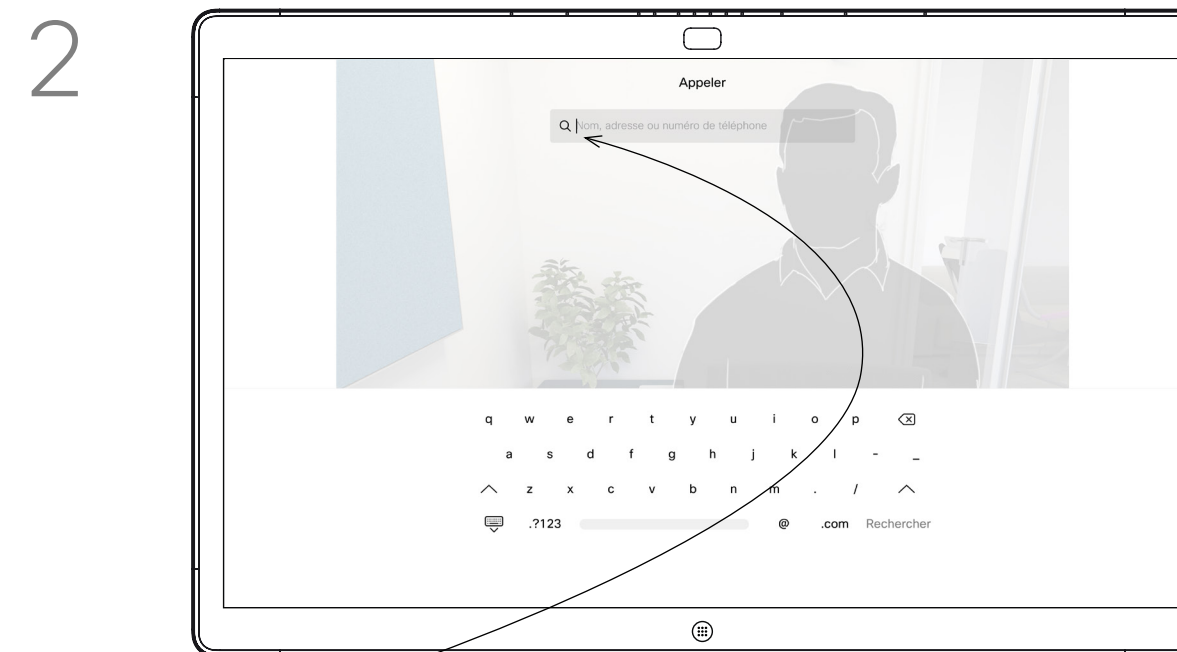 2
Appeler
Nom, adresse ou numéro de téléphone
q w e r t y u i o p
a s d f g h j k l - _
z x c v b n m . /
.?123 @ .com Rechercher